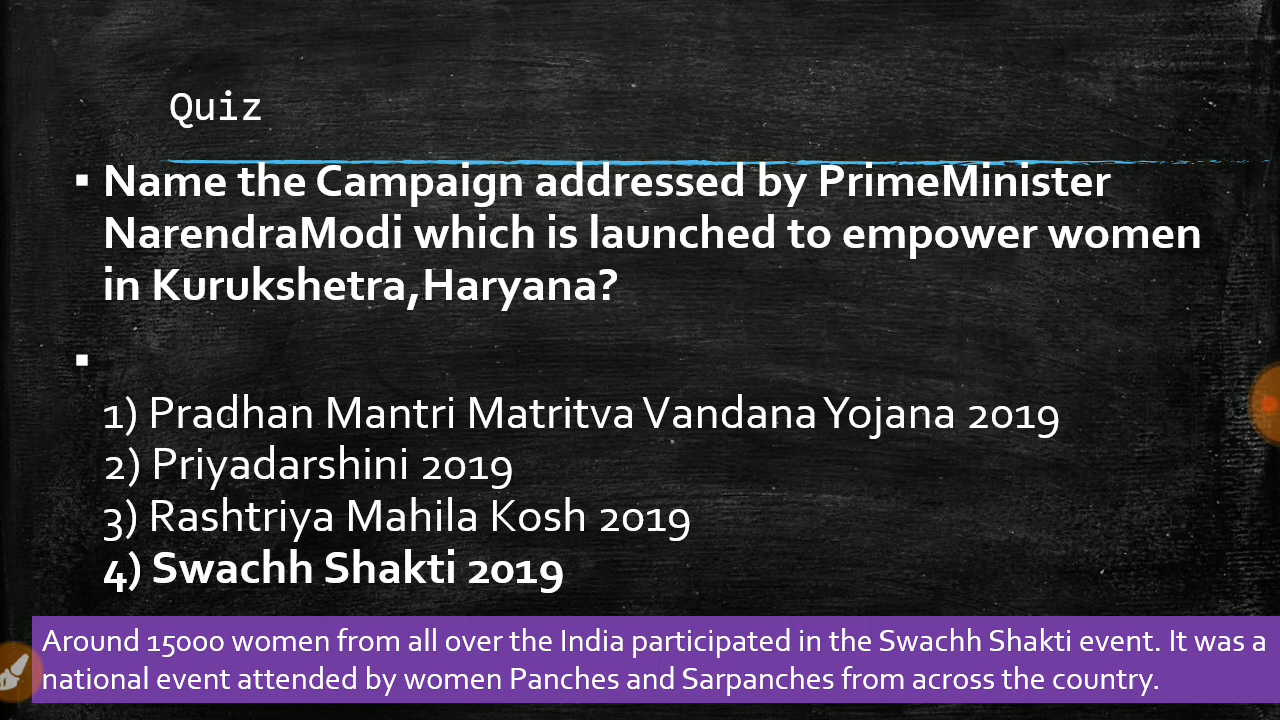 Quiz
▪ Name the Campaign addressed by PrimeMinister
NarendraModi which is launched to empower women
in Kurukshetra,Haryana?
▪
1) Pradhan Mantri Matritva Vandana Yojana 2019
2) Priyadarshini 2019
3) Rashtriya Mahila Kosh 2019
4) Swachh Shakti 2019
Around 15000 women from all over the India participated in the Swachh Shakti event. It was a
national event attended by women Panches and Sarpanches from across the country.